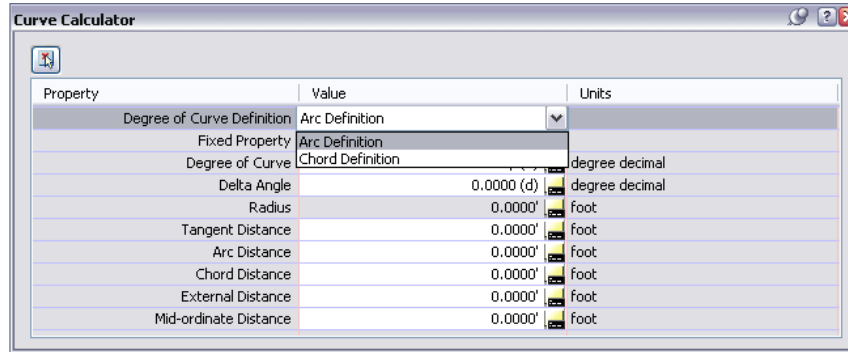 Curve Calculator
Property Value Units
Degree of Curve Definition Arc Definition
Fixed Property Arc Definition
Chord Definition
Degree of Curve degree decimal
Delta Angle 0.0000 (d) degree decimal
Radius 0.0000' foot
Tangent Distance 0.0000' foot
Arc Distance 0.0000' foot
Chord Distance 0.0000' foot
External Distance 0.0000' foot
Mid-ordinate Distance 0.0000' foot